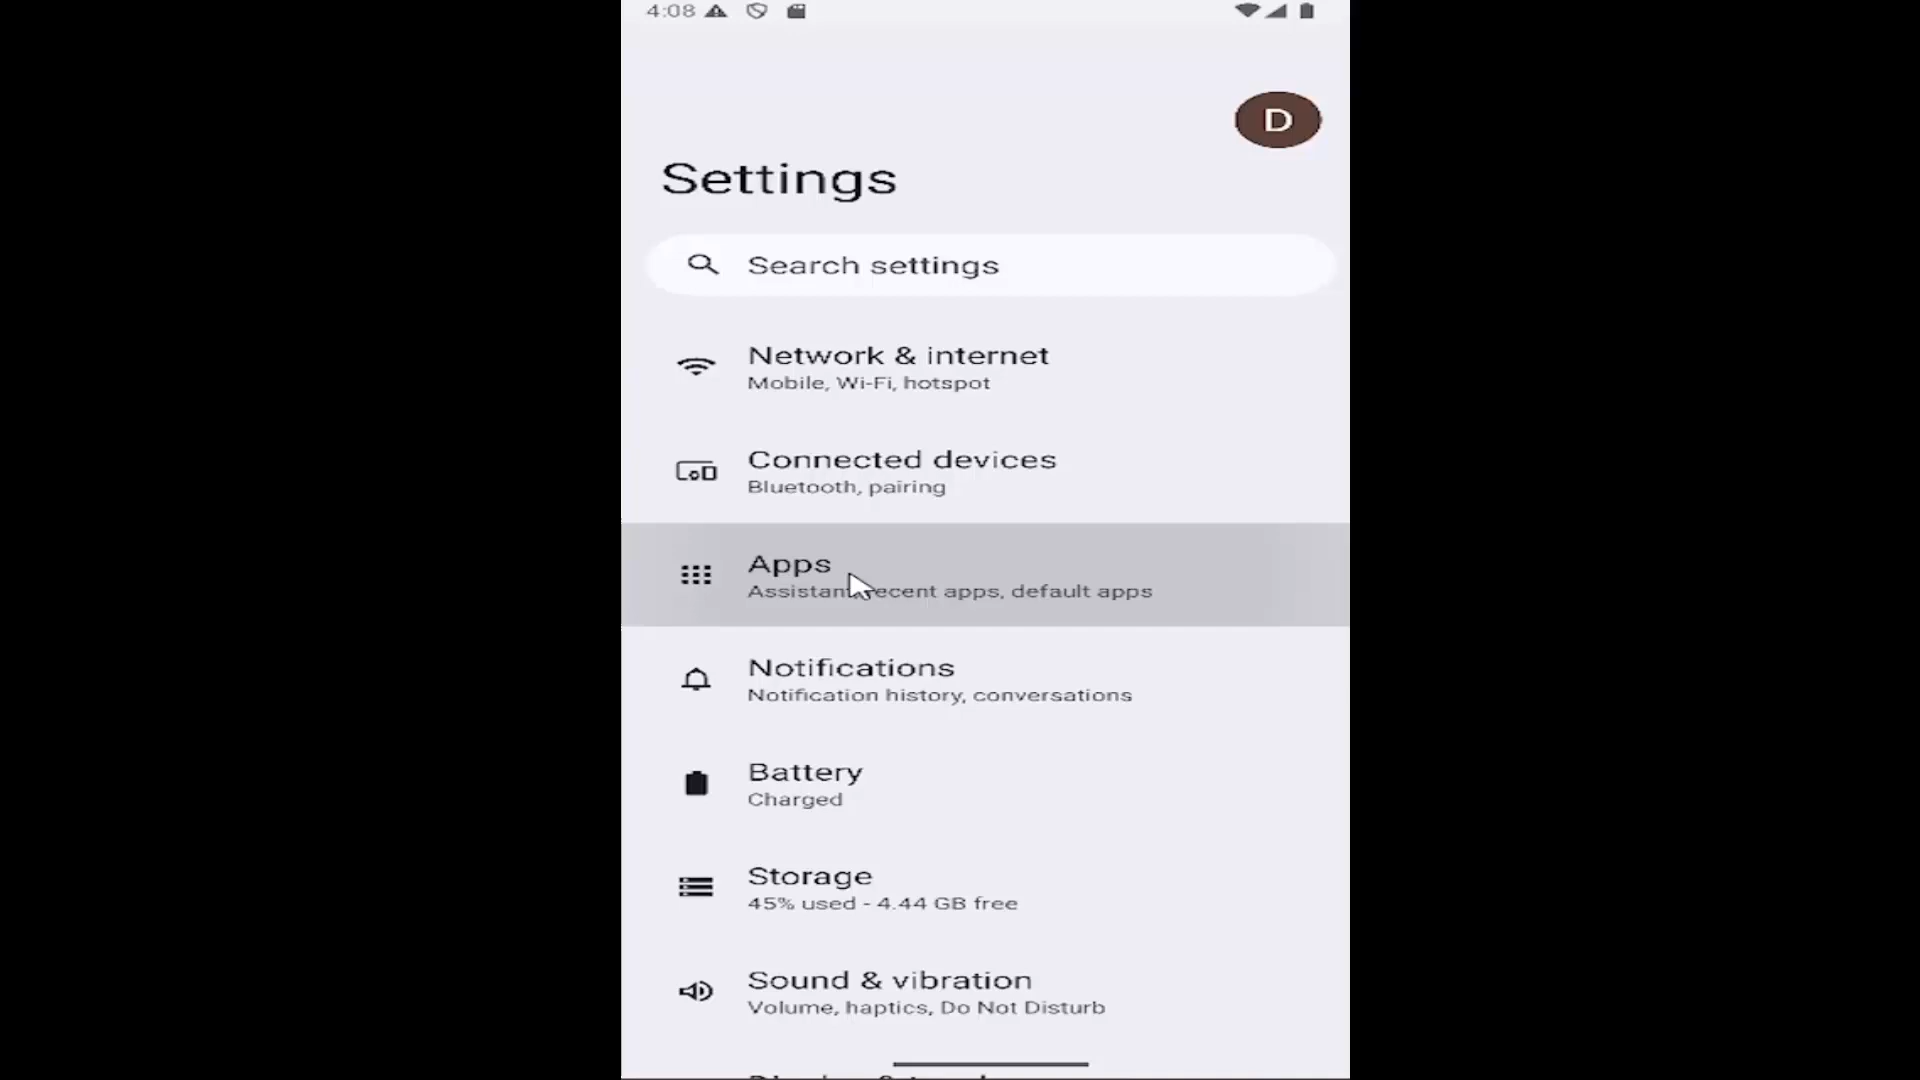 4:08
D
Settings
Search settings
Network & internet
Mobile, Wi-Fi, hotspot
Connected devices
Bluetooth, pairing
Apps
Assistant, recent apps, default apps
Notifications
Notification history, conversations
Battery
Charged
Storage
45% used - 4.44 GB free
Sound & vibration
Volume, haptics, Do Not Disturb